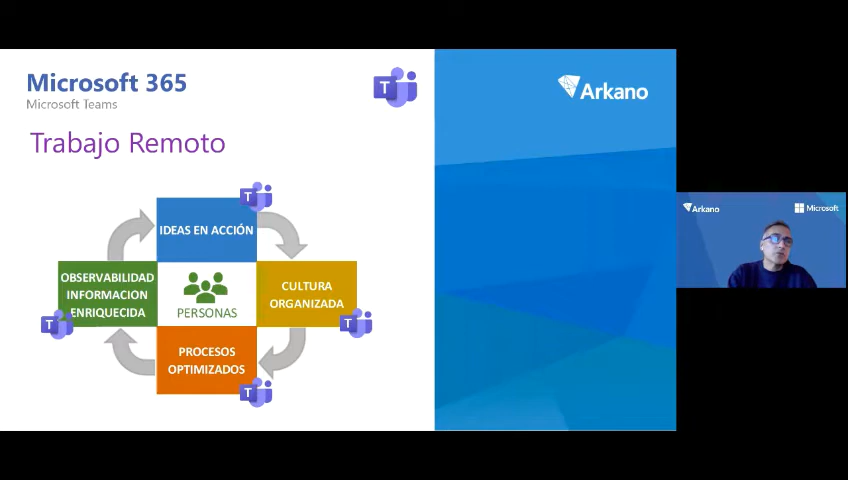 Microsoft 365
Microsoft Teams
Trabajo Remoto
T
Arkano
T
IDEAS EN ACCIÓN
OBSERVABILIDAD
INFORMACION
ENRIQUECIDA
T
PERSONAS
CULTURA
ORGANIZADA
T
PROCESOS
OPTIMIZADOS
T
Arkano
Microsoft